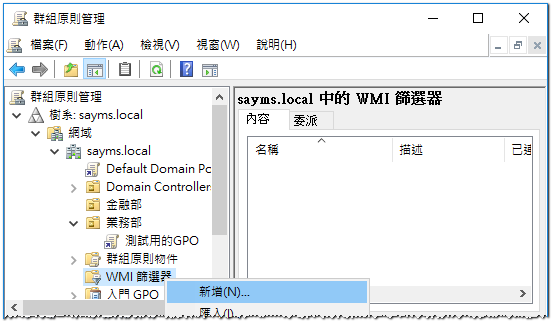 群組原則管理
檔案(F) 動作(A) 檢視(V) 視窗(W) 說明(H)
群組原則管理
樹系: sayms.local
網域
sayms.local
Default Domain Po
Domain Controller
金融部
業務部
測試用的GPO
群組原則物件
WMI 篩選器
入門 GPO
sayms.local 中的 WMI 篩選器
內容 委派
名稱 描述 已連
新增(N)...
匯入(I)...